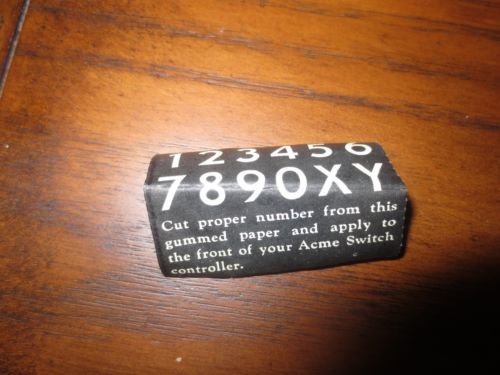 123456
7890XY
Cut proper number from this
gummed paper and apply to
the front of your Acme Switch
controller.